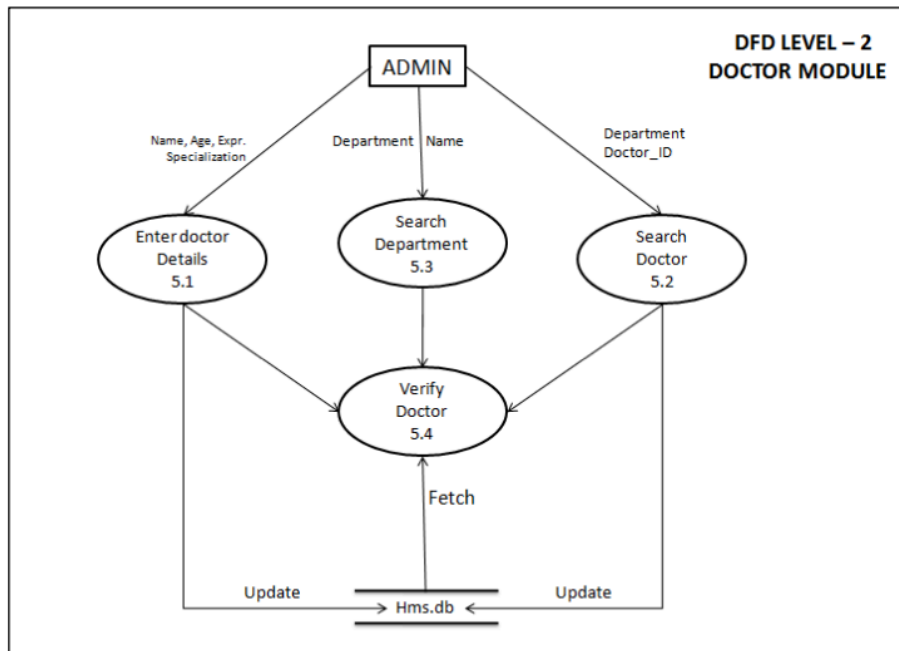 DFD LEVEL – 2
DOCTOR MODULE
ADMIN
Name, Age, Expr.
Specialization
Department
Name
Department
Doctor_ID
Enter doctor
Details
5.1
Search
Department
5.3
Search
Doctor
5.2
Verify
Doctor
5.4
Fetch
Update
Hms.db
Update